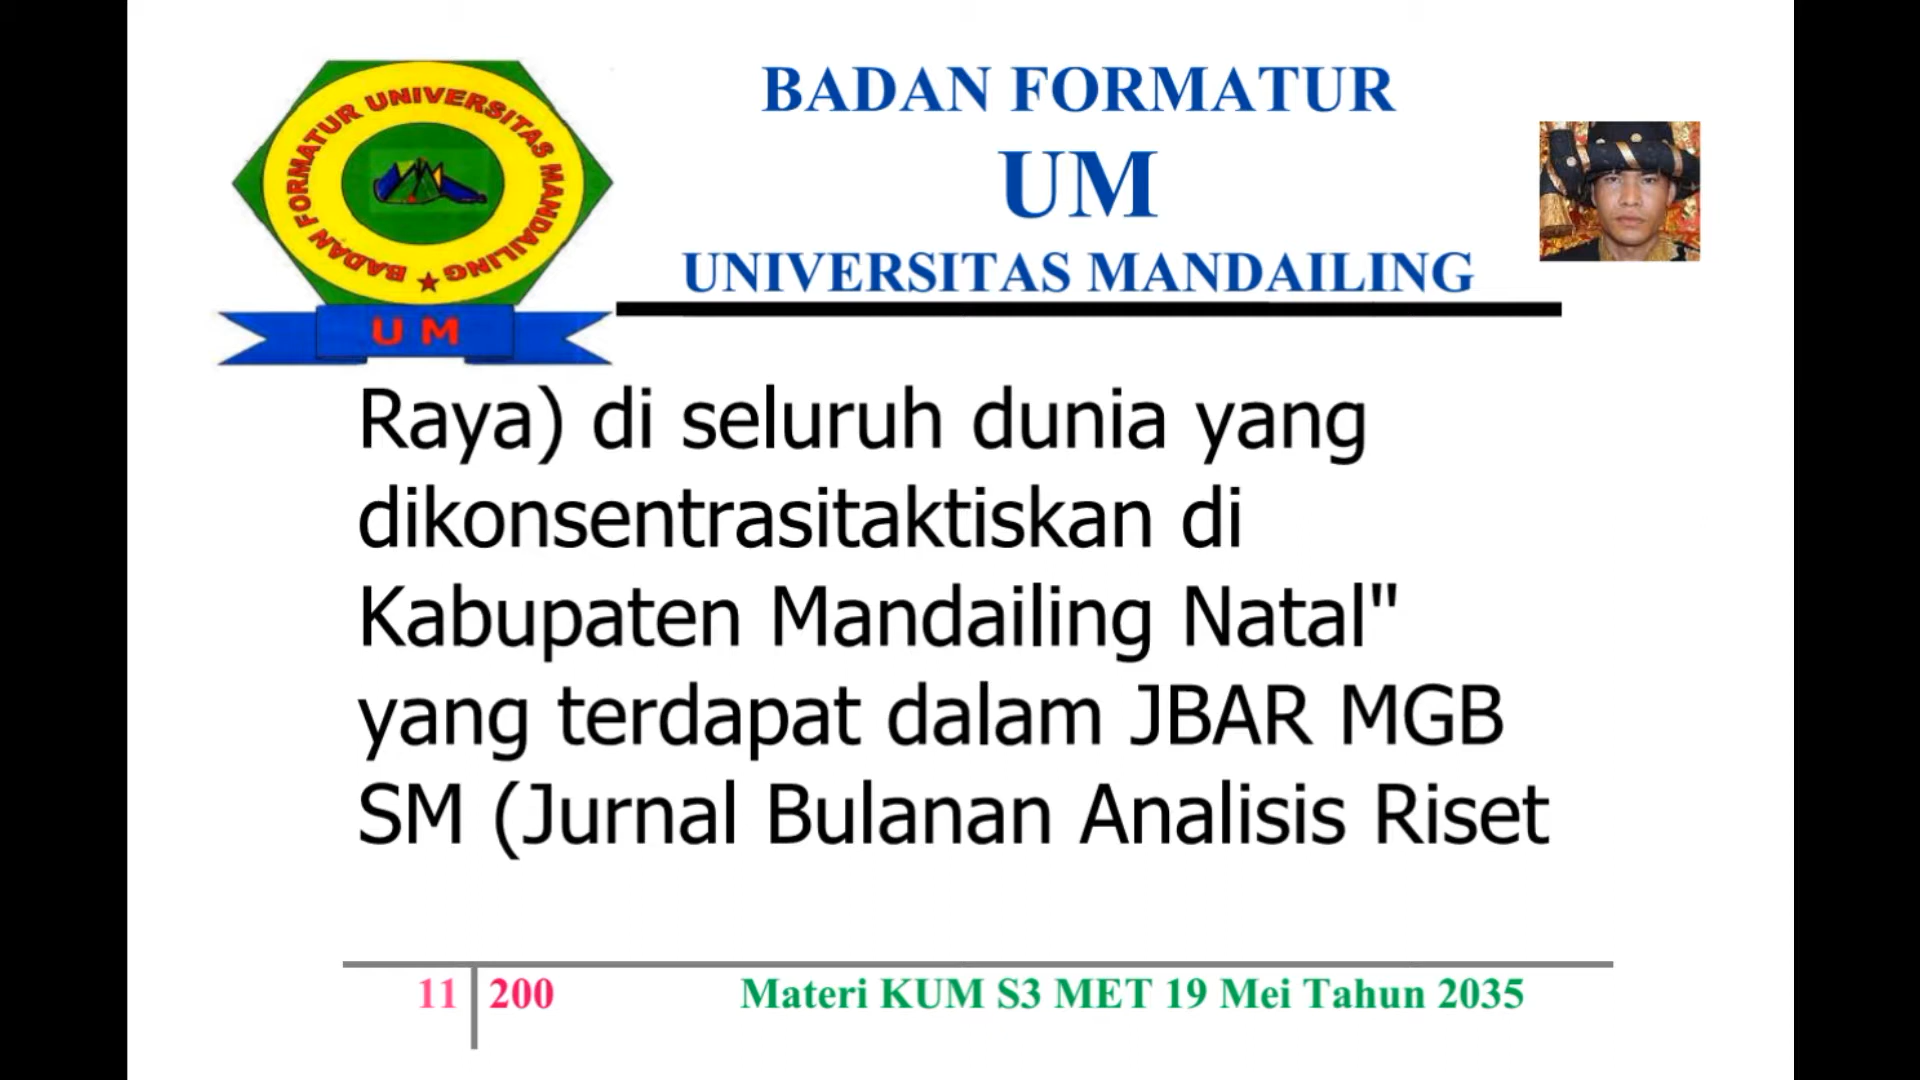 BADAN FORMATUR UNIVERSITAS MANDAILING
U M
BADAN FORMATUR
UM
UNIVERSITAS MANDAILING
Raya) di seluruh dunia yang
dikonsentrasitaktiskan di
Kabupaten Mandailing Natal"
yang terdapat dalam JBAR MGB
SM (Jurnal Bulanan Analisis Riset
11 200 Materi KUM S3 MET 19 Mei Tahun 2035